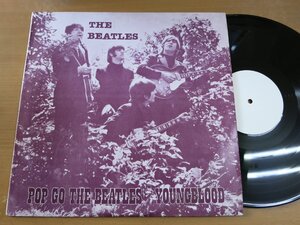 THE
BEATLES
POP GO THE BEATLES - YOUNGBLOOD